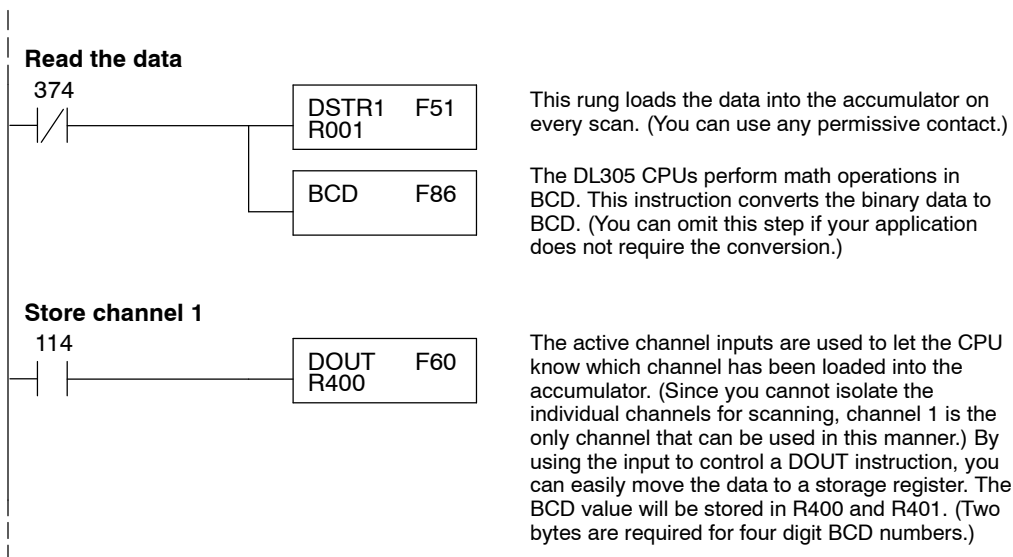 Read the data
374
DSTR1 F51
R001
This rung loads the data into the accumulator on
every scan. (You can use any permissive contact.)
BCD F86
The DL305 CPUs perform math operations in
BCD. This instruction converts the binary data to
BCD. (You can omit this step if your application
does not require the conversion.)
Store channel 1
114
DOUT F60
R400
The active channel inputs are used to let the CPU
know which channel has been loaded into the
accumulator. (Since you cannot isolate the
individual channels for scanning, channel 1 is the
only channel that can be used in this manner.) By
using the input to control a DOUT instruction, you
can easily move the data to a storage register. The
BCD value will be stored in R400 and R401. (Two
bytes are required for four digit BCD numbers.)